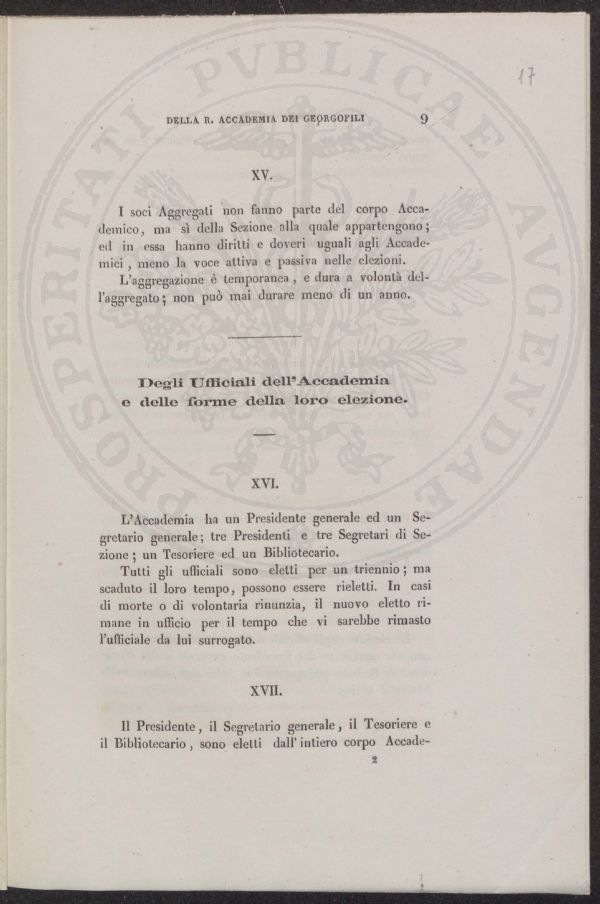 17
DELLA R. ACCADEMIA DEI GEORGOFILI 9
XV.
I soci Aggregati non fanno parte del corpo Acca-
demico, ma sì della Sezione alla quale appartengono;
ed in essa hanno diritti e doveri uguali agli Accade-
mici, meno la voce attiva e passiva nelle elezioni.
L'aggregazione è temporanea, e dura a volontà del-
l'aggregato; non può mai durare meno di un anno.
Degli Ufficiali dell'Accademia
e delle forme della loro elezione.
XVI.
L'Accademia ha un Presidente generale ed un Se-
gretario generale; tre Presidenti e tre Segretari di Se-
zione; un Tesoriere ed un Bibliotecario.
Tutti gli ufficiali sono eletti per un triennio; ma
scaduto il loro tempo, possono essere rieletti. In casi
di morte o di volontaria rinunzia, il nuovo eletto ri-
mane in ufficio per il tempo che vi sarebbe rimasto
l'ufficiale da lui surrogato.
XVII.
Il Presidente, il Segretario generale, il Tesoriere e
il Bibliotecario, sono eletti dall'intiero corpo Accade-
2
PROSPERITATI PVBLICAE AVGENDAE